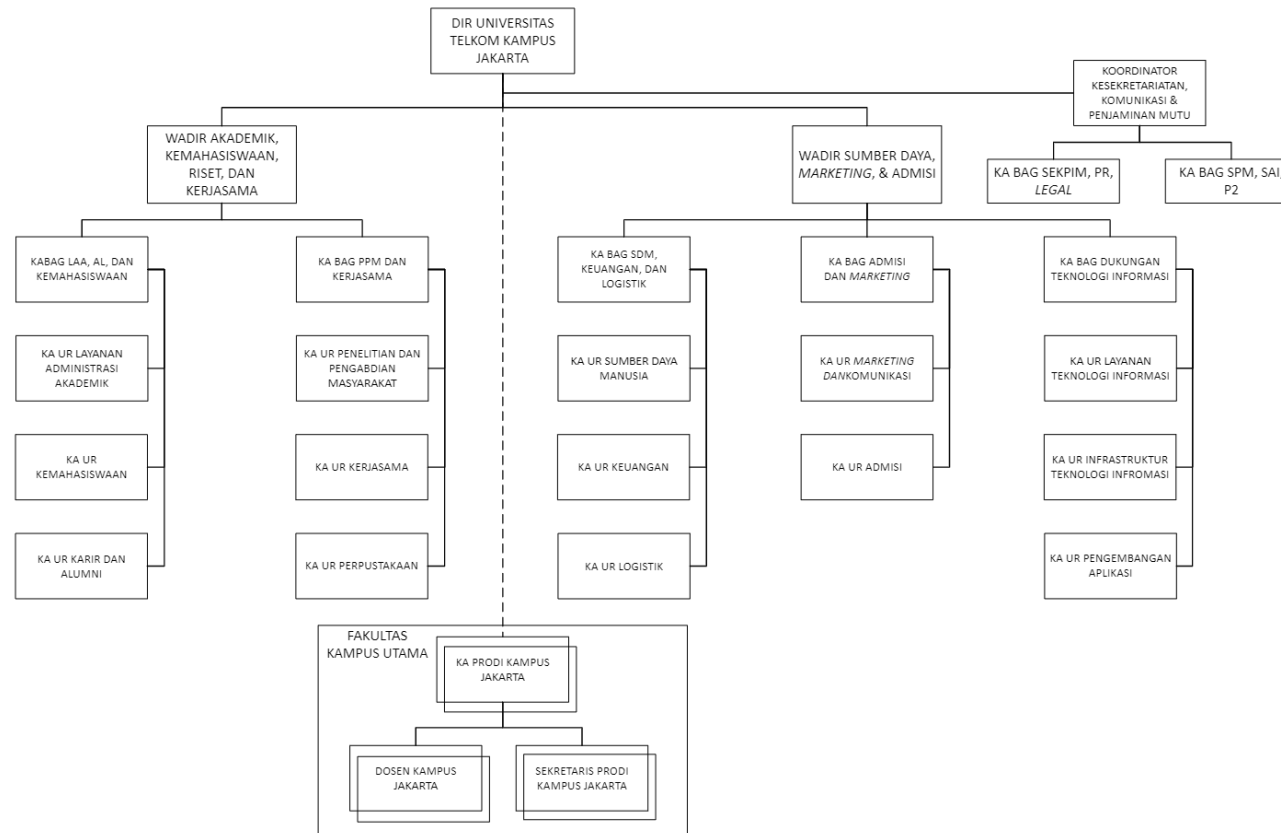 DIR UNIVERSITAS
TELKOM KAMPUS
JAKARTA
KOORDINATOR
KESEKRETARIATAN,
KOMUNIKASI &
PENJAMINAN MUTU
WADIR AKADEMIK,
KEMAHASISWAAN,
RISET, DAN
KERJASAMA
WADIR SUMBER DAYA,
MARKETING, & ADMISI
KA BAG SEKPIM, PR,
LEGAL
KA BAG SPM, SAI,
P2
KABAG LAA, AL, DAN
KEMAHASISWAAN
KA BAG PPM DAN
KERJASAMA
KA BAG SDM,
KEUANGAN, DAN
LOGISTIK
KA BAG ADMISI
DAN MARKETING
KA BAG DUKUNGAN
TEKNOLOGI INFORMASI
KA UR LAYANAN
ADMINISTRASI
AKADEMIK
KA UR PENELITIAN DAN
PENGABDIAN
MASYARAKAT
KA UR SUMBER DAYA
MANUSIA
KA UR MARKETING
DANKOMUNIKASI
KA UR LAYANAN
TEKNOLOGI INFORMASI
KA UR
KEMAHASISWAAN
KA UR KERJASAMA
KA UR KEUANGAN
KA UR ADMISI
KA UR INFRASTRUKTUR
TEKNOLOGI INFROMASI
KA UR KARIR DAN
ALUMNI
KA UR PERPUSTAKAAN
KA UR LOGISTIK
KA UR PENGEMBANGAN
APLIKASI
FAKULTAS
KAMPUS UTAMA
KA PRODI KAMPUS
JAKARTA
DOSEN KAMPUS
JAKARTA
SEKRETARIS PRODI
KAMPUS JAKARTA